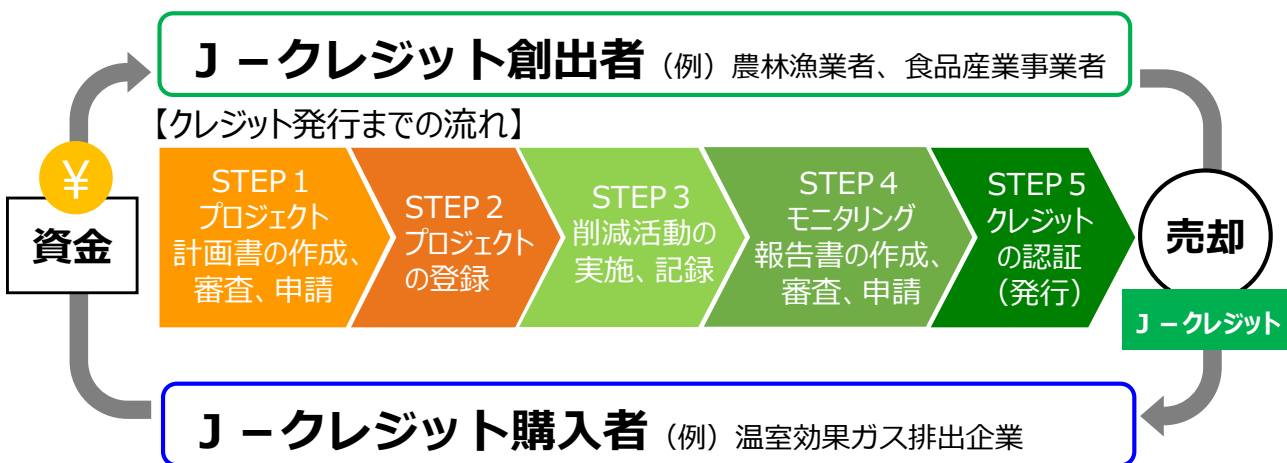 J－クレジット創出者（例）農林漁業者、食品産業事業者
【クレジット発行までの流れ】
¥
資金
STEP１
プロジェクト
計画書の作成、
審査、申請
STEP２
プロジェクト
の登録
STEP３
削減活動の
実施、記録
STEP４
モニタリング
報告書の作成、
審査、申請
STEP５
クレジット
の認証
（発行）
売却
J－クレジット
J－クレジット購入者（例）温室効果ガス排出企業